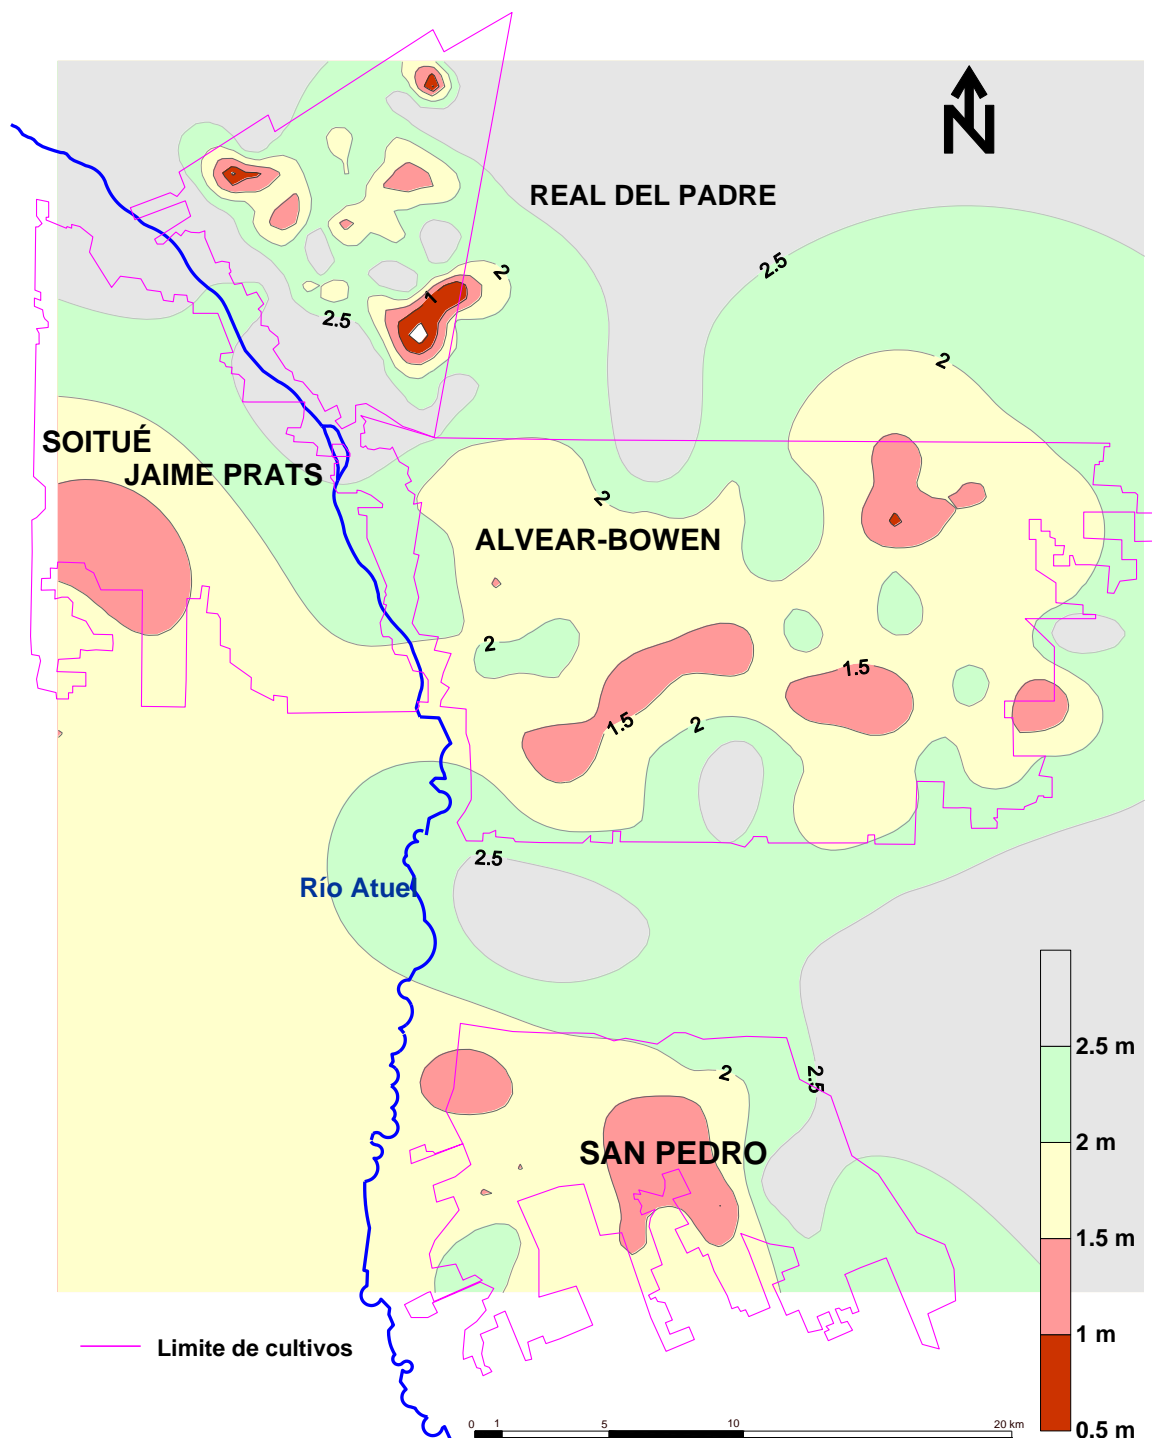 N
REAL DEL PADRE
2.5
2
1
2.5
2
SOITUÉ
JAIME PRATS
2
ALVEAR-BOWEN
2
1.5
1.5
2
2.5
Río Atuel
2.5 m
2
2.5
2 m
SAN PEDRO
1.5 m
1 m
Limite de cultivos
0 1 5 10 20 km
0.5 m